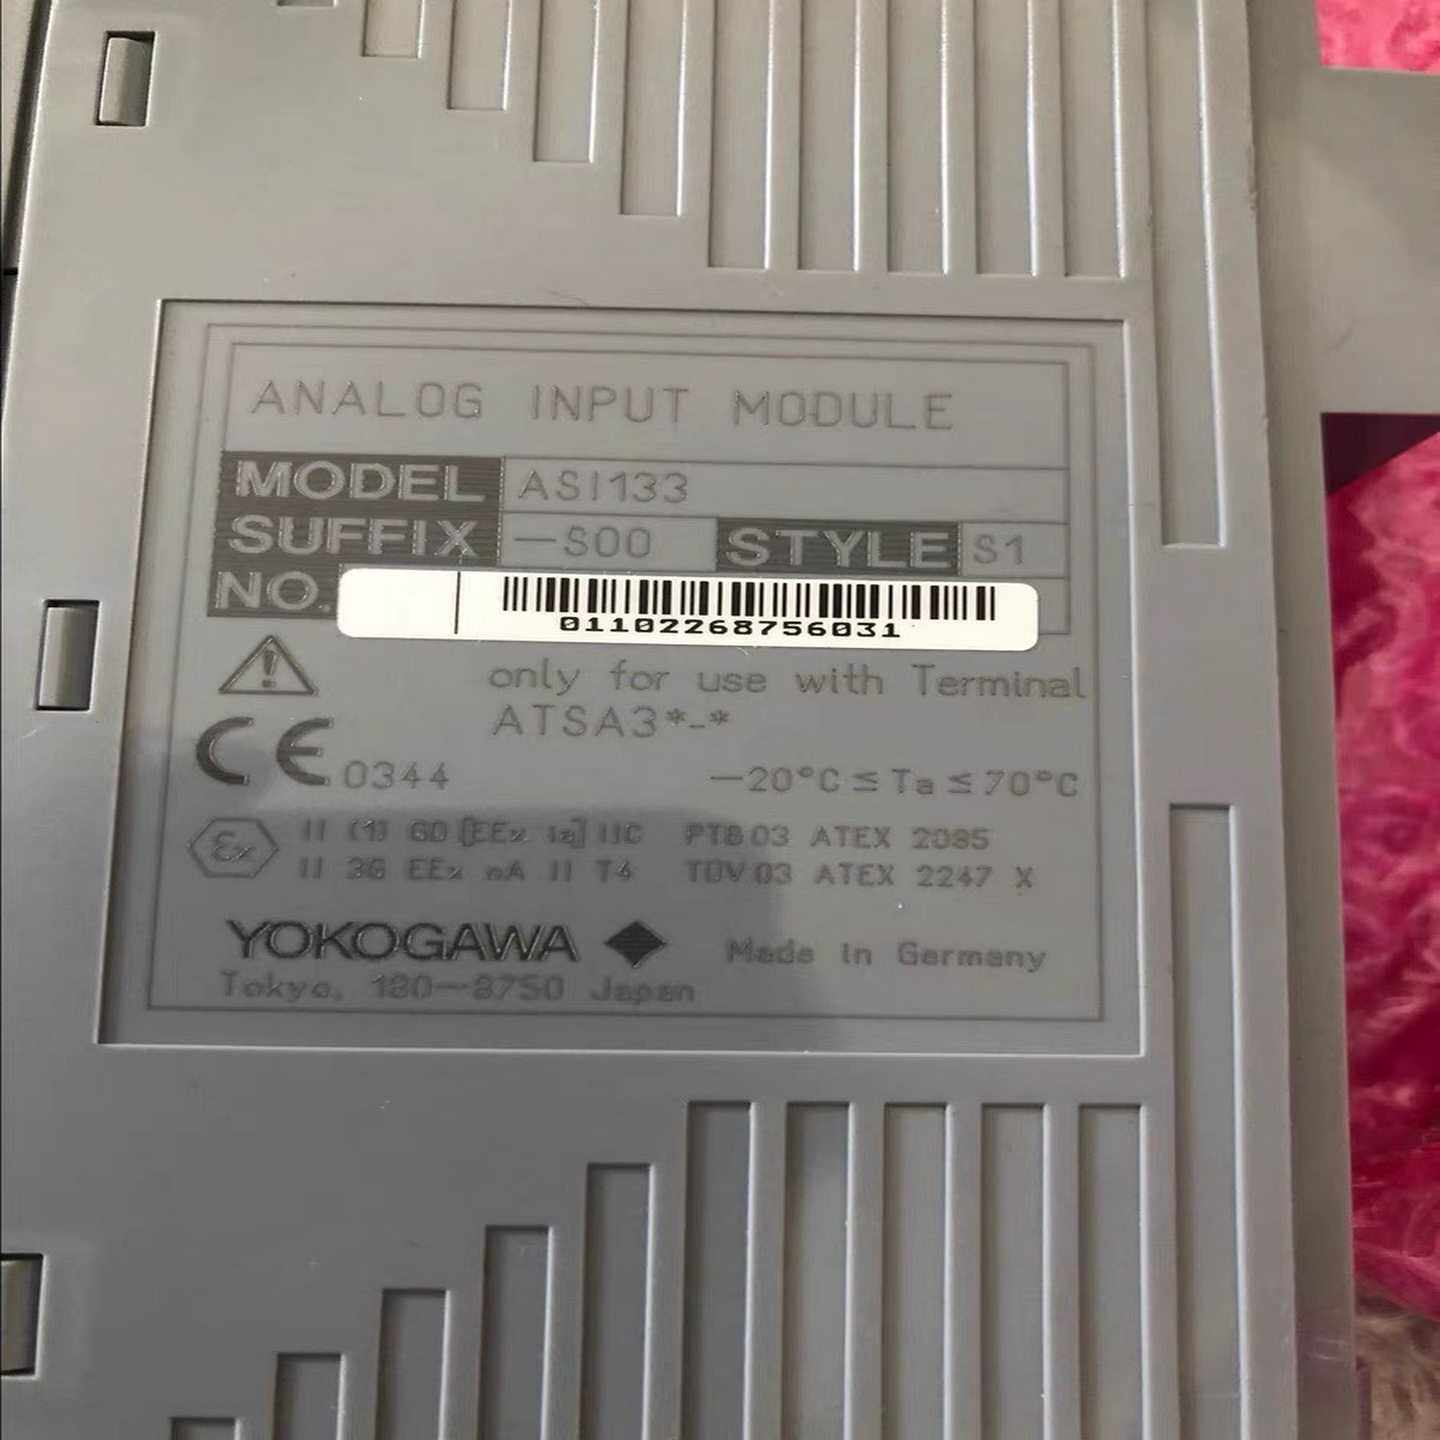 ANALOG INPUT MODULE
MODEL ASI133
SUFFIX -S00 STYLE S1
NO.
01102268756031
only for use with Terminal
ATSA3*-*
CE 0344 -20°C ≤ Ta ≤ 70°C
Ex II (1) GD [EEx ia] IIC PTB 03 ATEX 2085
II 3G EEx nA II T4 TÜV 03 ATEX 2247 X
YOKOGAWA Made in Germany
Tokyo, 180-8750 Japan